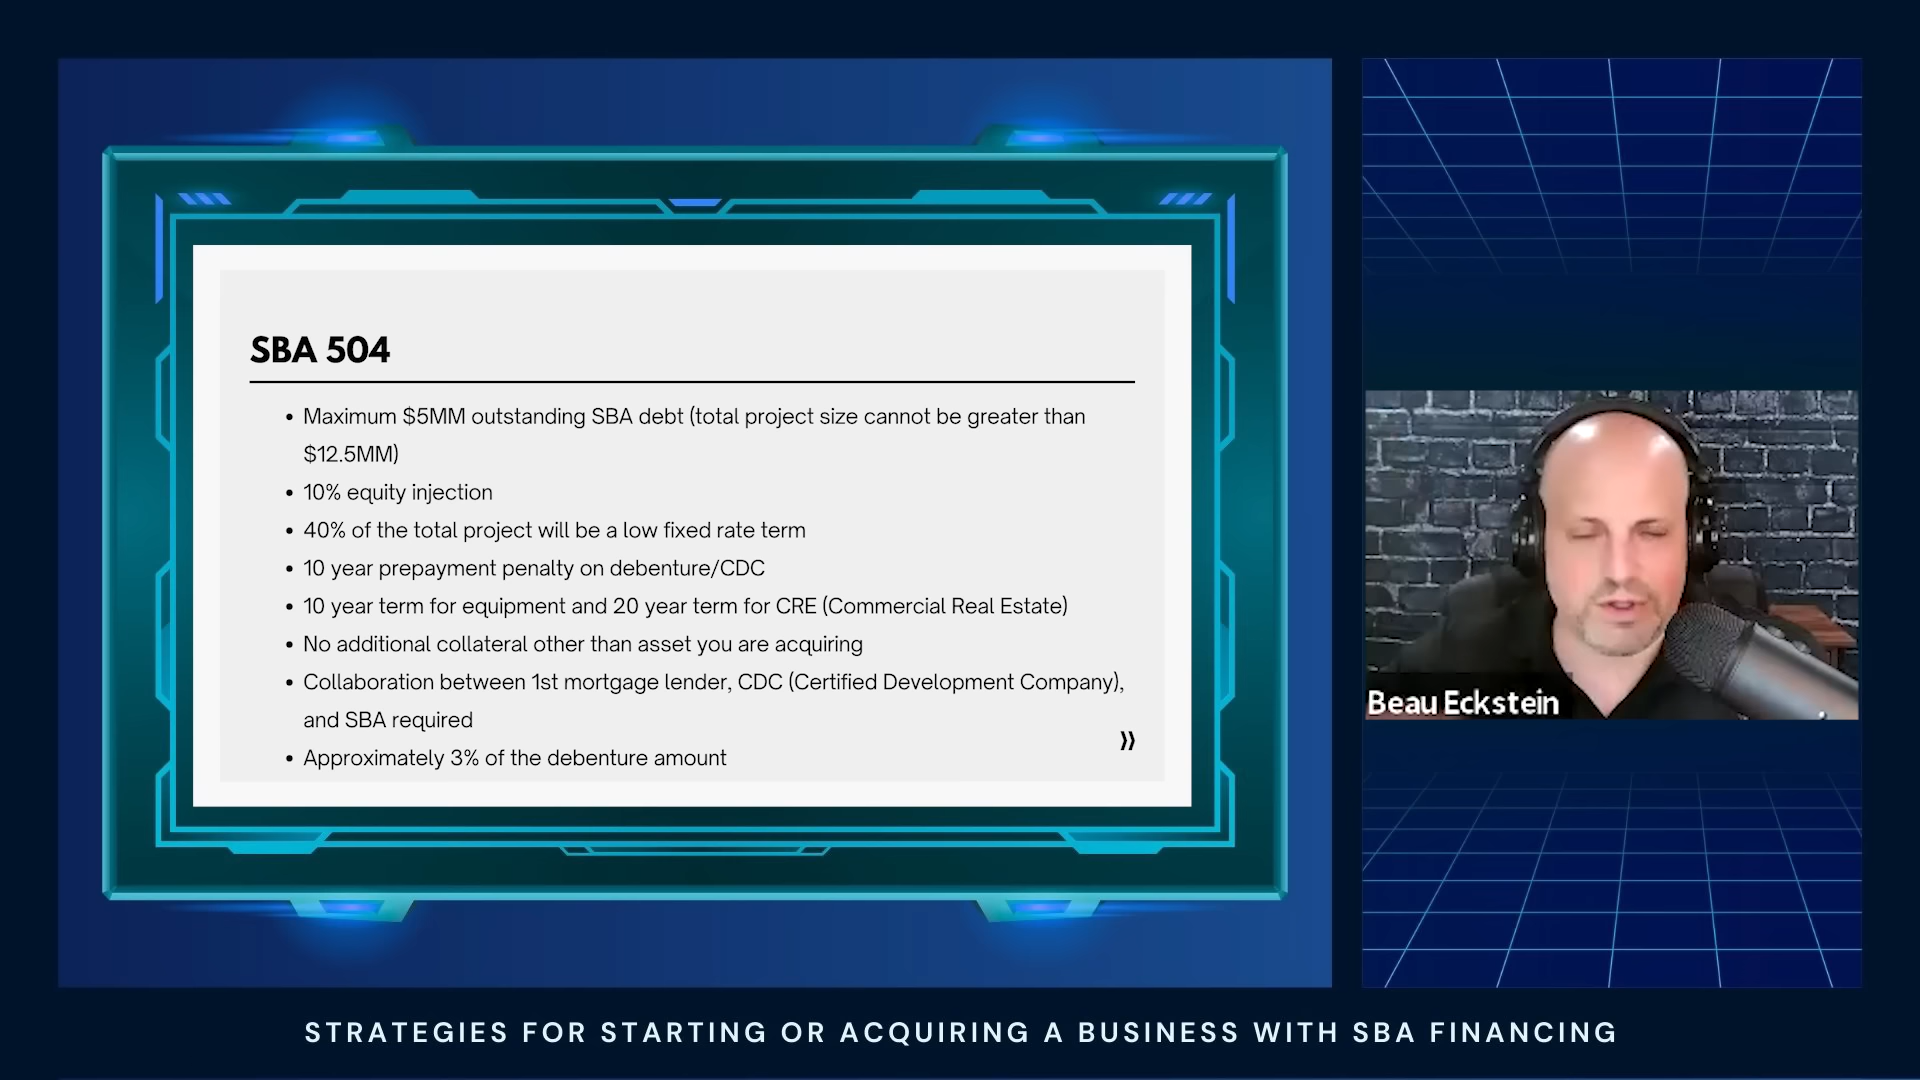 SBA 504
• Maximum $5MM outstanding SBA debt (total project size cannot be greater than
$12.5MM)
• 10% equity injection
• 40% of the total project will be a low fixed rate term
• 10 year prepayment penalty on debenture/CDC
• 10 year term for equipment and 20 year term for CRE (Commercial Real Estate)
• No additional collateral other than asset you are acquiring
• Collaboration between 1st mortgage lender, CDC (Certified Development Company),
and SBA required
• Approximately 3% of the debenture amount
Beau Eckstein
STRATEGIES FOR STARTING OR ACQUIRING A BUSINESS WITH SBA FINANCING